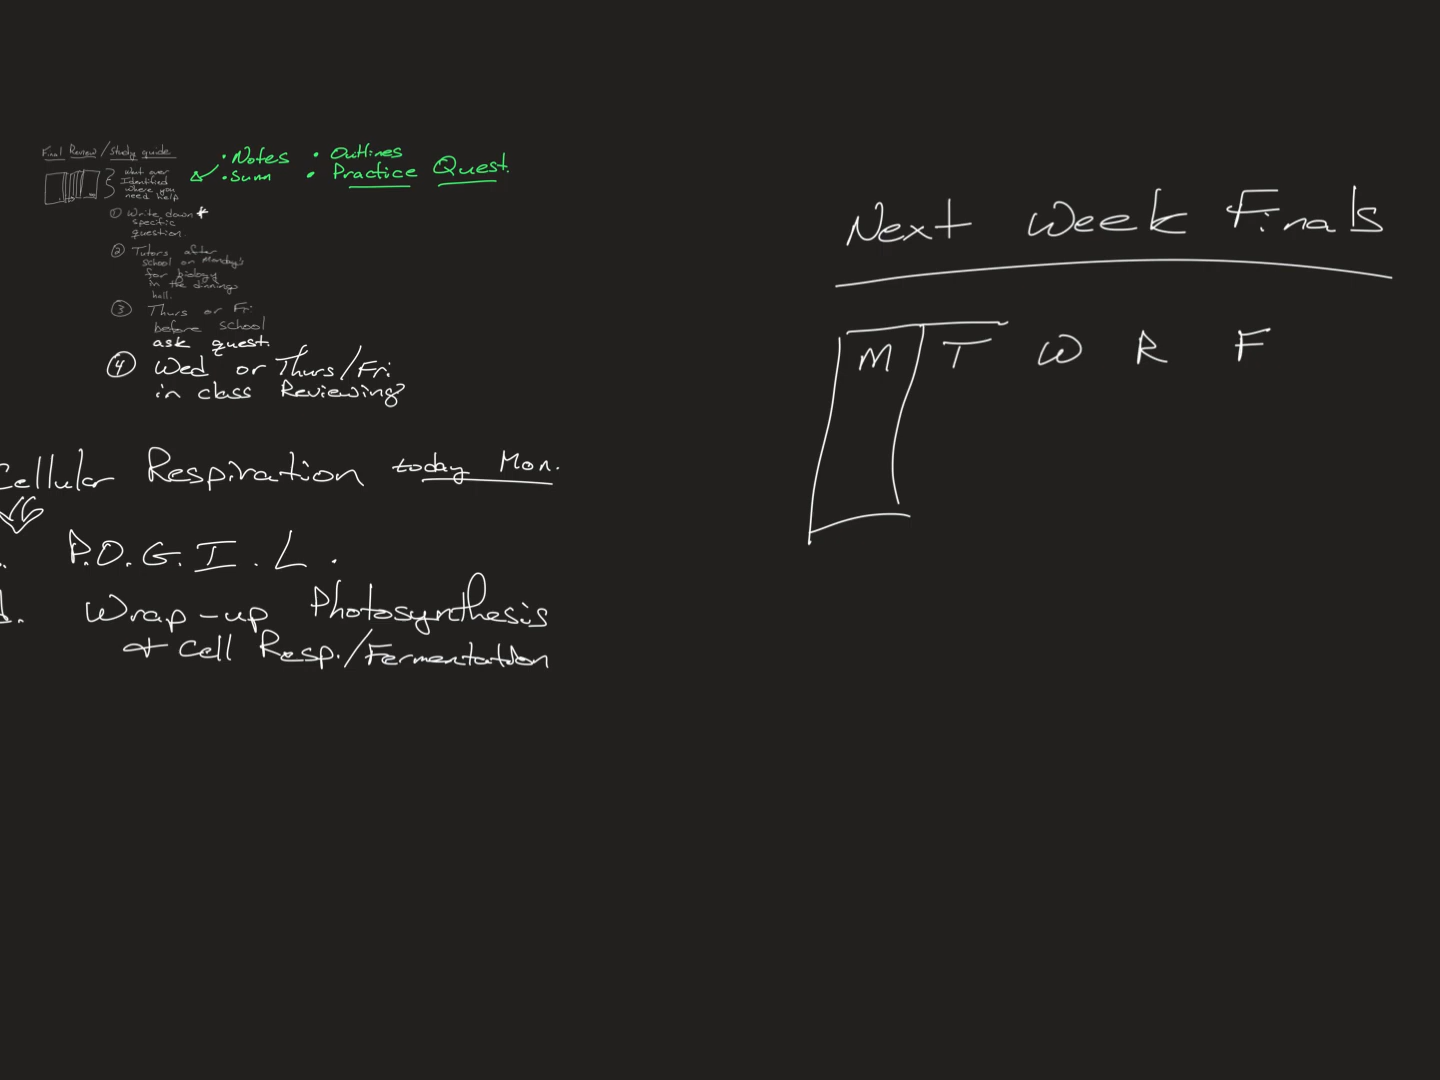 Final Review/Study guide
What ever
Identified
where you
need help
• Notes
• Summ
• Outlines
• Practice Quest.
① Write down *
specific
question.
② Tutors after
school on Monday's
for biology
in the dinning
hall.
③ Thurs or Fri
before school
ask quest.
④ Wed or Thurs/Fri
in class Reviewing
Cellular Respiration today Mon.
P.O.G.I.L.
d. Wrap-up Photosynthesis
+ Cell Resp./Fermentation
Next Week Finals
M T W R F